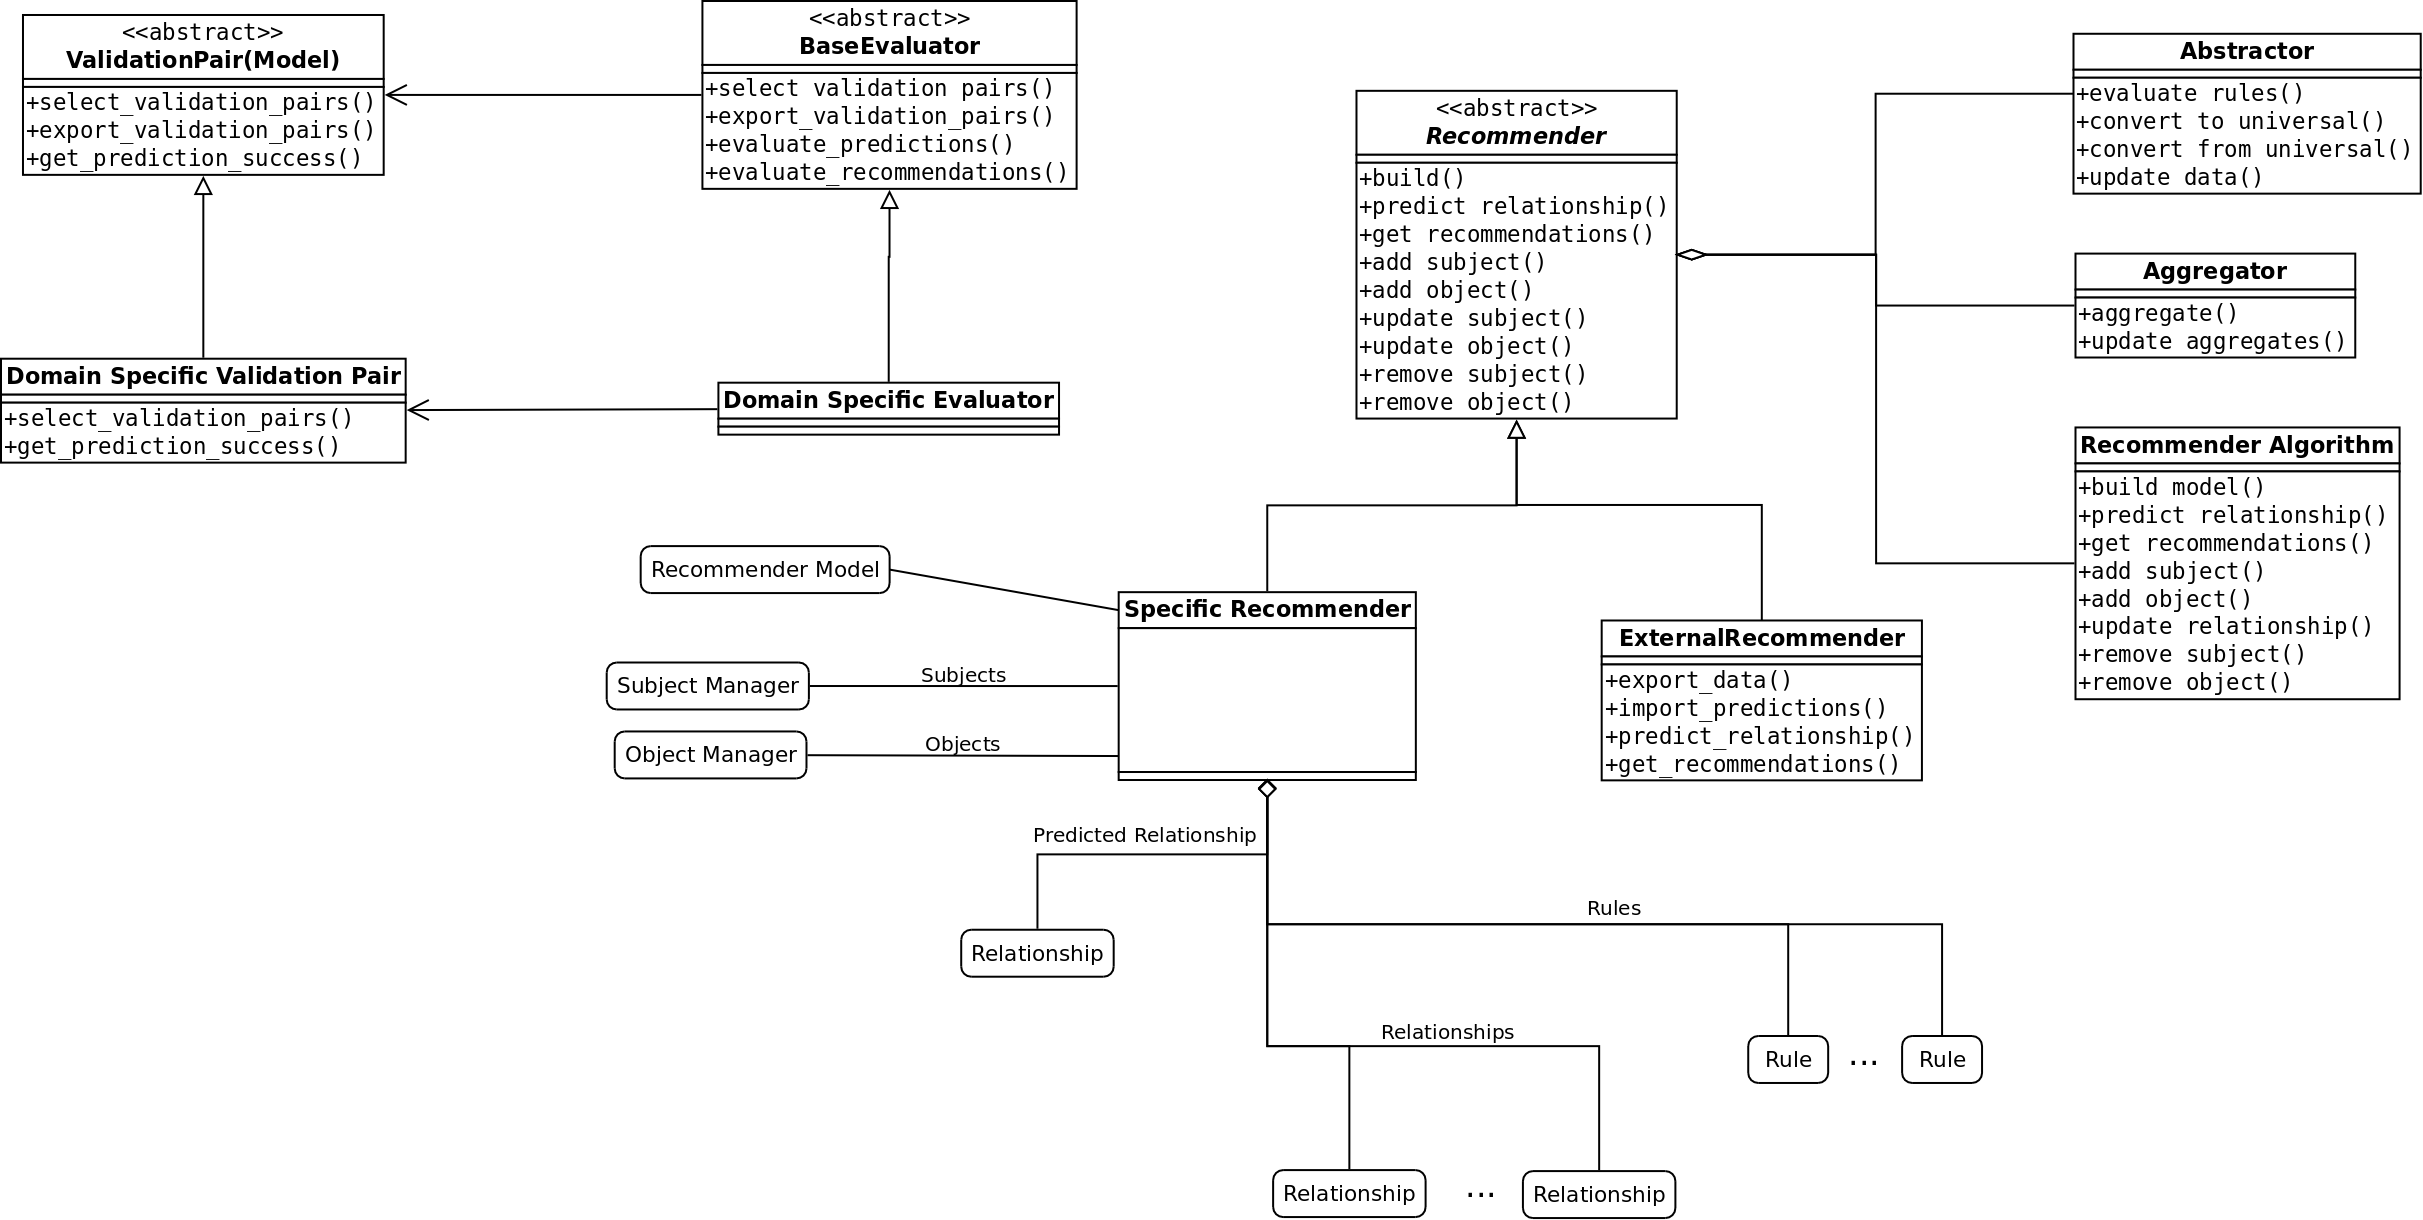 <<abstract>>
ValidationPair(Model)
+select_validation_pairs()
+export_validation_pairs()
+get_prediction_success()
<<abstract>>
BaseEvaluator
+select validation pairs()
+export_validation_pairs()
+evaluate_predictions()
+evaluate_recommendations()
<<abstract>>
Recommender
+build()
+predict relationship()
+get recommendations()
+add subject()
+add object()
+update subject()
+update object()
+remove subject()
+remove object()
Abstractor
+evaluate rules()
+convert to universal()
+convert from universal()
+update data()
Aggregator
+aggregate()
+update aggregates()
Domain Specific Validation Pair
+select_validation_pairs()
+get_prediction_success()
Domain Specific Evaluator
Recommender Algorithm
+build model()
+predict relationship()
+get recommendations()
+add subject()
+add object()
+update relationship()
+remove subject()
+remove object()
Recommender Model
Subject Manager
Subjects
Object Manager
Objects
Specific Recommender
ExternalRecommender
+export_data()
+import_predictions()
+predict_relationship()
+get_recommendations()
Predicted Relationship
Relationship
Rules
Rule
...
Rule
Relationships
Relationship
...
Relationship